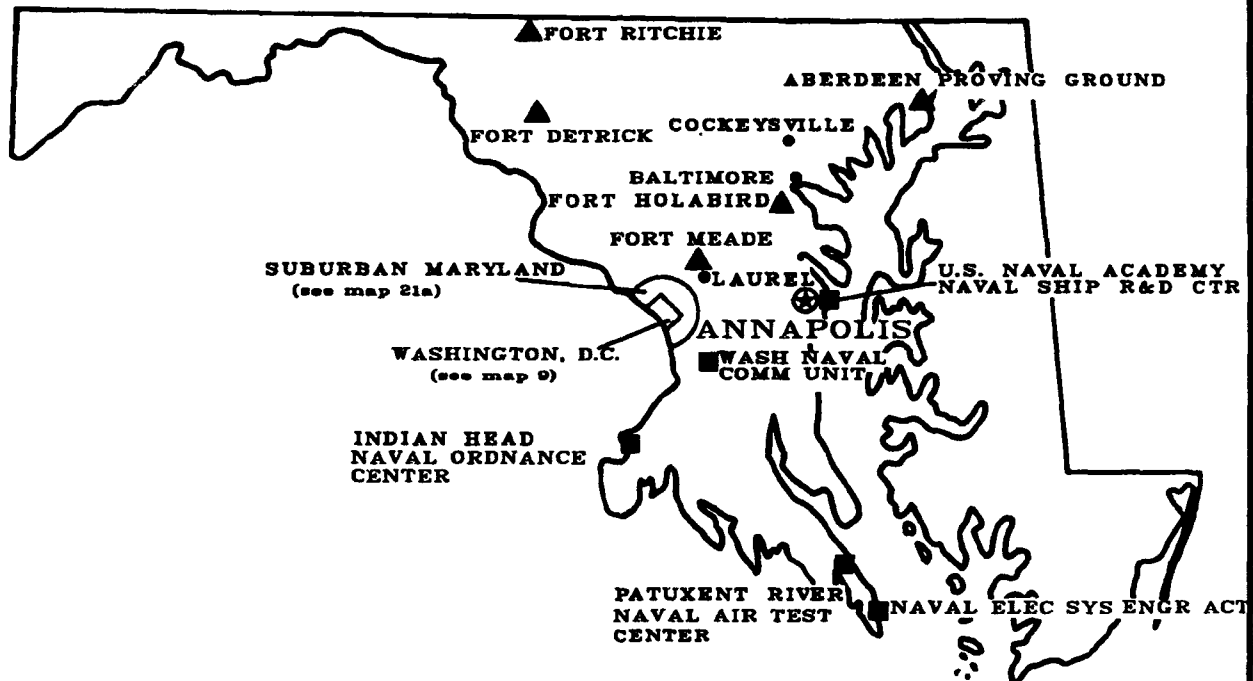 FORT RITCHIE
ABERDEEN PROVING GROUND
FORT DETRICK
COCKEYSVILLE
BALTIMORE
FORT HOLABIRD
FORT MEADE
SUBURBAN MARYLAND
(see map 21a)
LAUREL
U.S. NAVAL ACADEMY
NAVAL SHIP R&D CTR
ANNAPOLIS
WASHINGTON, D.C.
(see map 9)
WASH NAVAL
COMM UNIT
INDIAN HEAD
NAVAL ORDNANCE
CENTER
PATUXENT RIVER
NAVAL AIR TEST
CENTER
NAVAL ELEC SYS ENGR ACT